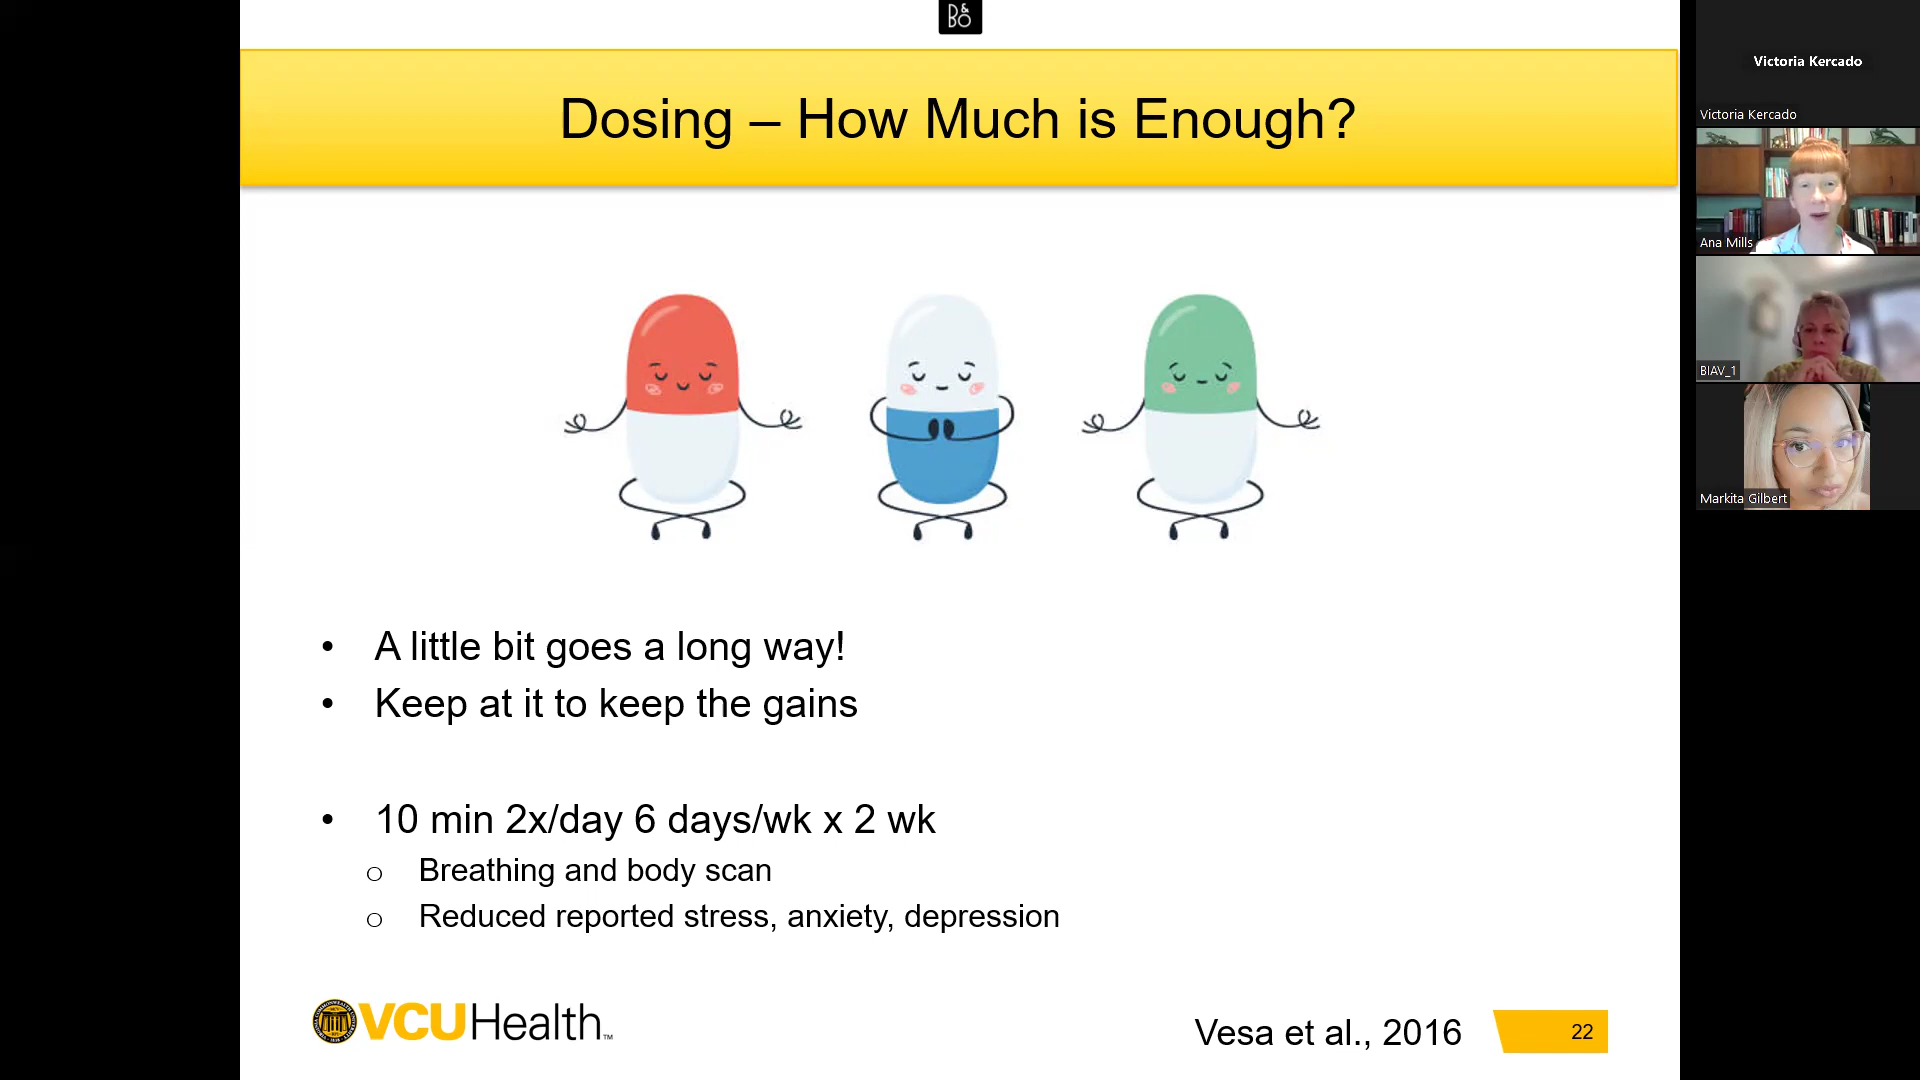 B&O
Dosing – How Much is Enough?
• A little bit goes a long way!
• Keep at it to keep the gains
• 10 min 2x/day 6 days/wk x 2 wk
o Breathing and body scan
o Reduced reported stress, anxiety, depression
VCUHealth™
Vesa et al., 2016
22
Victoria Kercado
Victoria Kercado
Ana Mills
BIAV_1
Markita Gilbert